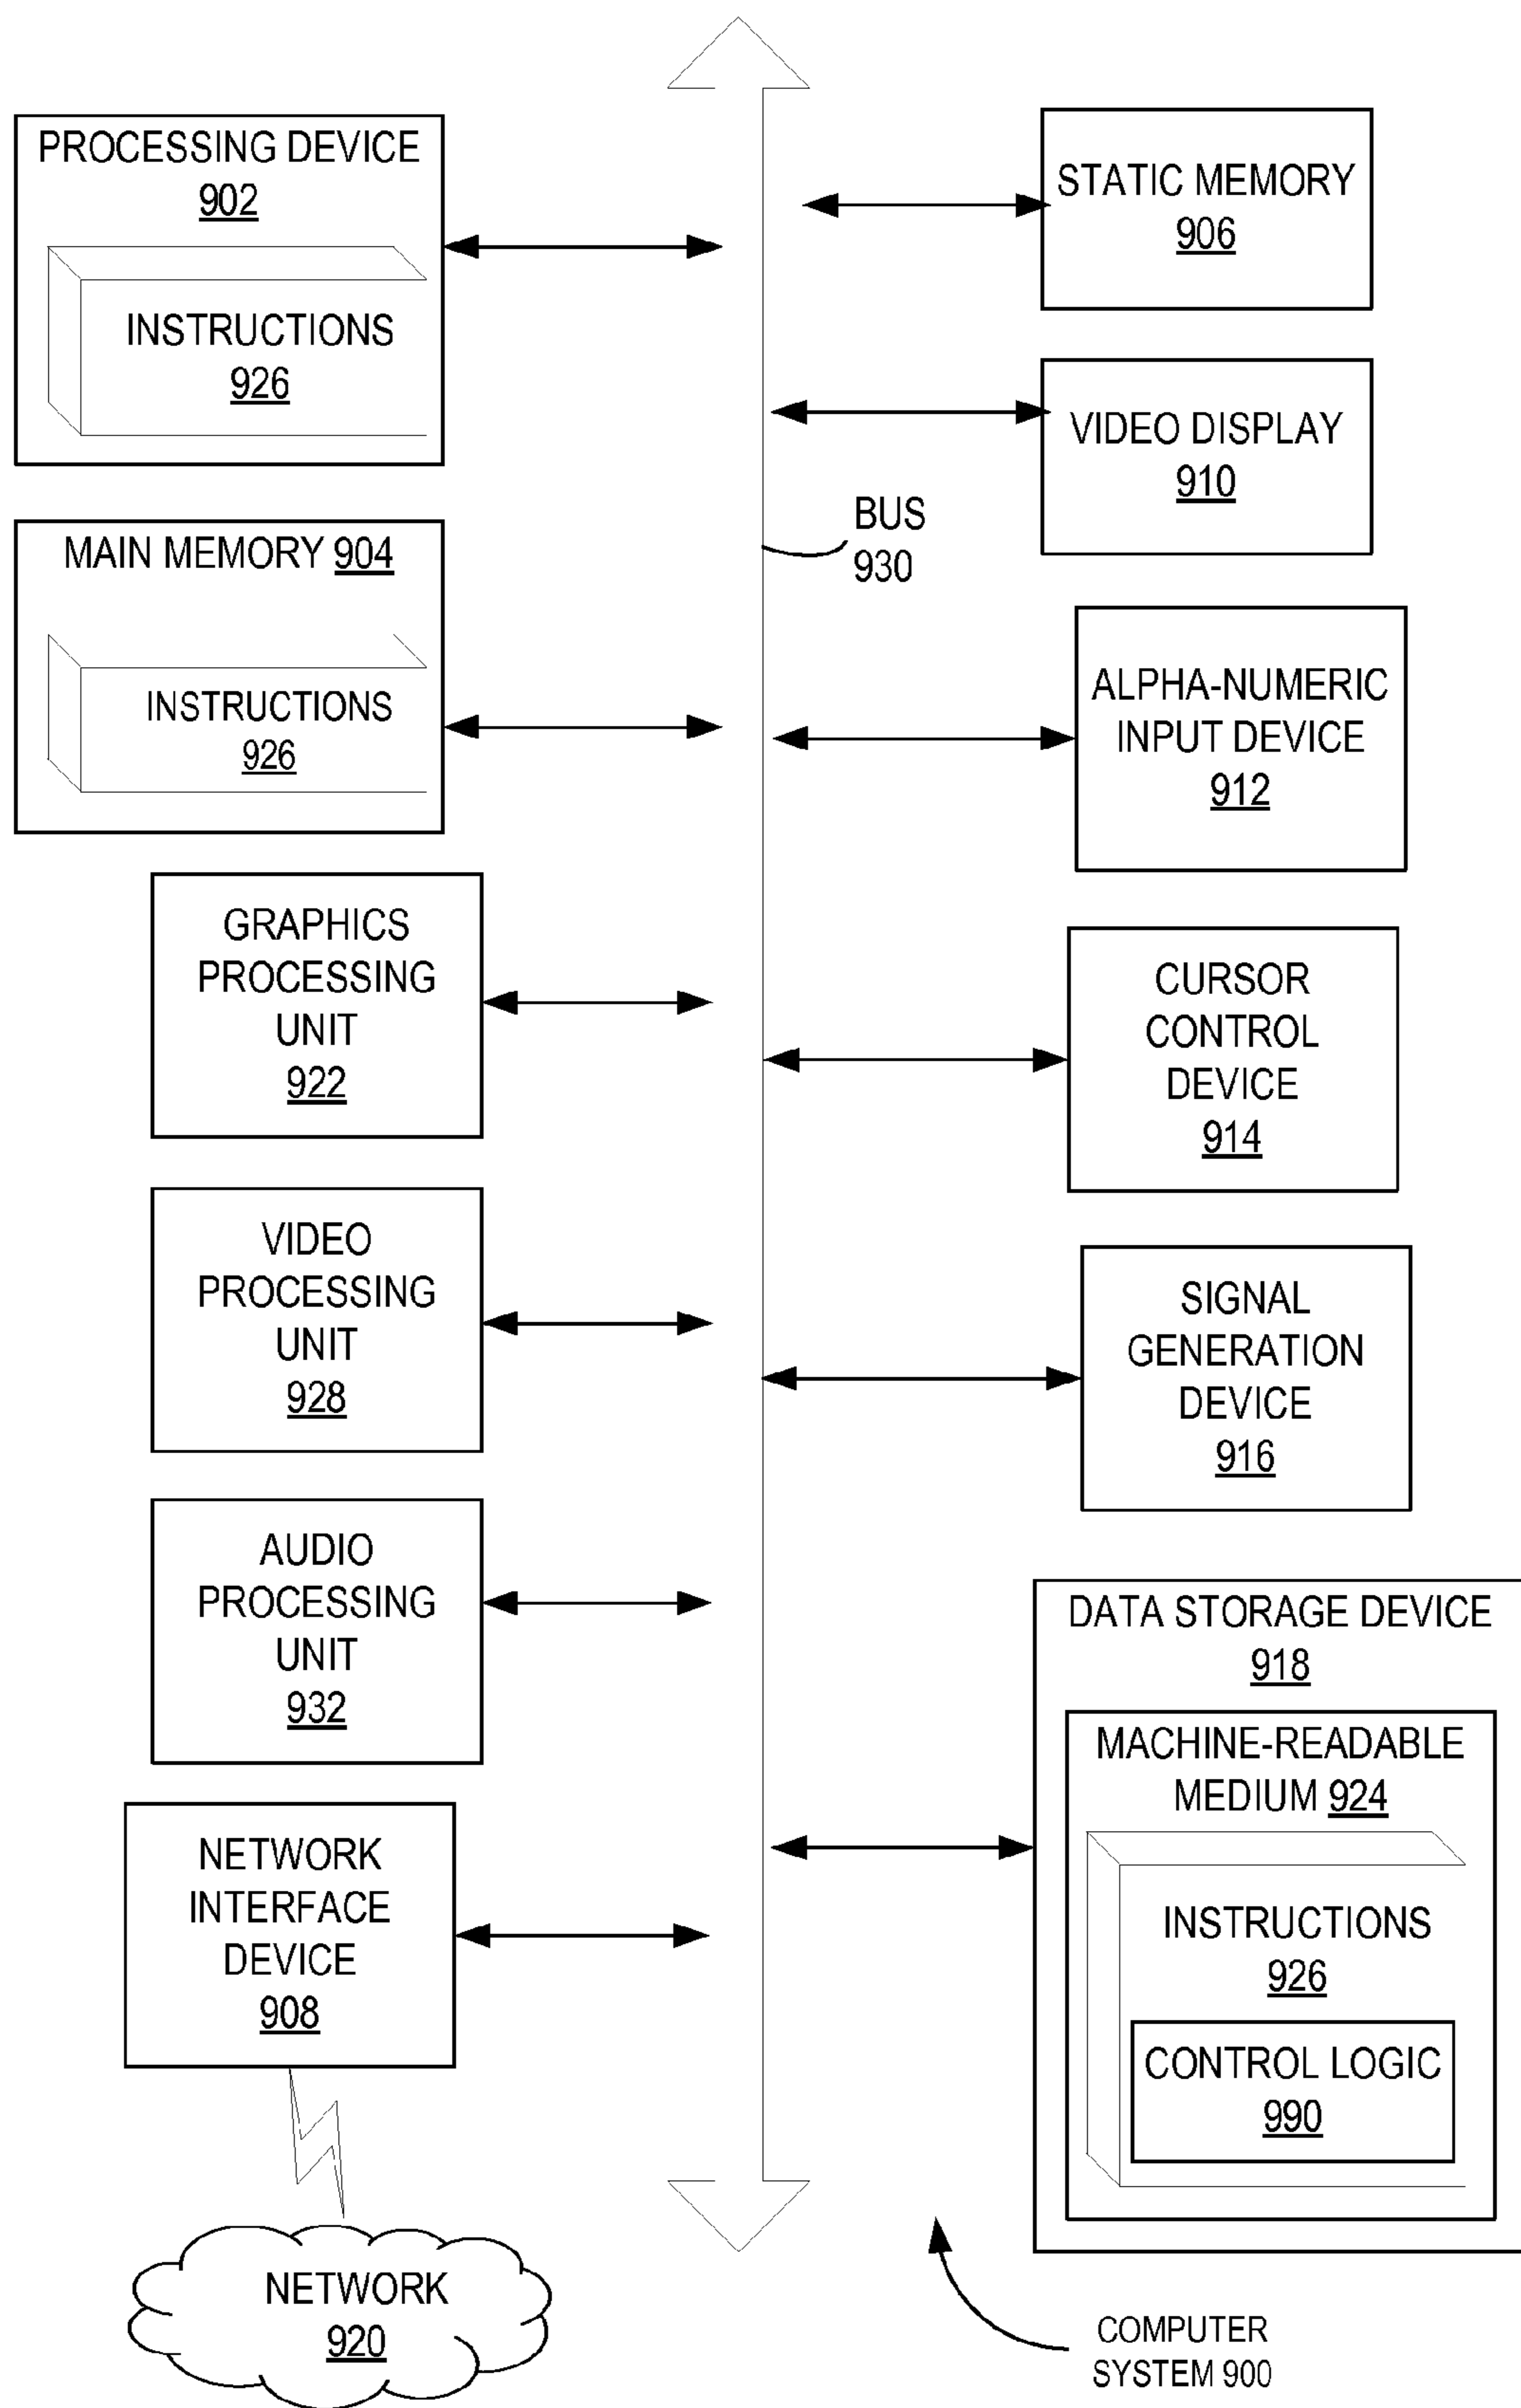 PROCESSING DEVICE
902
INSTRUCTIONS
926
MAIN MEMORY 904
INSTRUCTIONS
926
GRAPHICS
PROCESSING
UNIT
922
VIDEO
PROCESSING
UNIT
928
AUDIO
PROCESSING
UNIT
932
NETWORK
INTERFACE
DEVICE
908
NETWORK
920
BUS
930
STATIC MEMORY
906
VIDEO DISPLAY
910
ALPHA-NUMERIC
INPUT DEVICE
912
CURSOR
CONTROL
DEVICE
914
SIGNAL
GENERATION
DEVICE
916
DATA STORAGE DEVICE
918
MACHINE-READABLE
MEDIUM 924
INSTRUCTIONS
926
CONTROL LOGIC
990
COMPUTER
SYSTEM 900